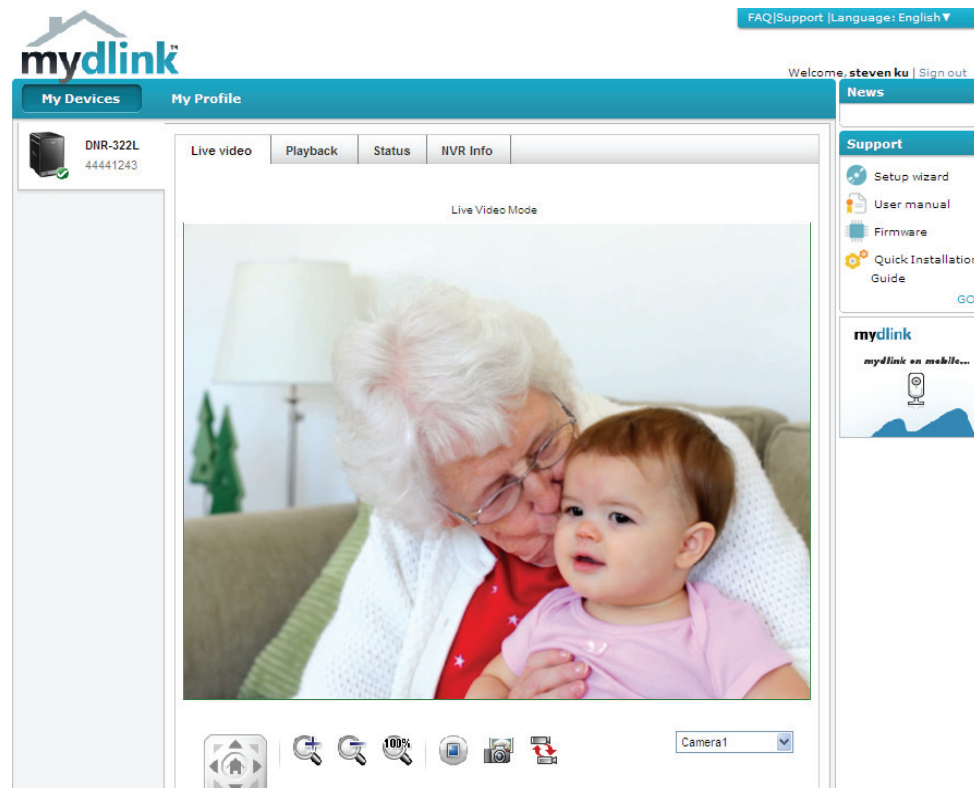 FAQ|Support |Language: English▼
mydlink™
Welcome, steven ku | Sign out
My Devices
My Profile
News
DNR-322L
44441243
Live video
Playback
Status
NVR Info
Support
Setup wizard
User manual
Firmware
Quick Installation
Guide
GO
Live Video Mode
mydlink
mydlink on mobile...
100%
Camera1